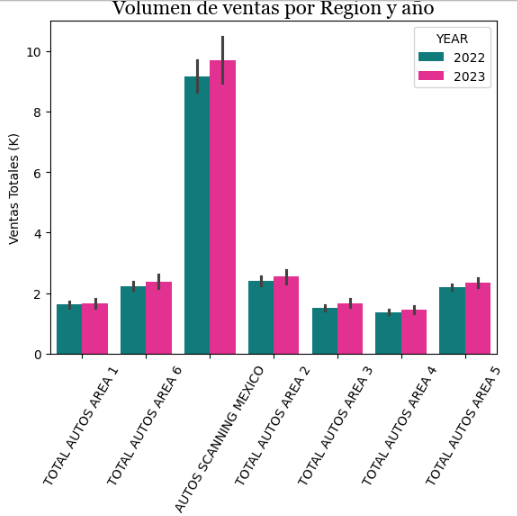 Volumen de ventas por Region y año
YEAR
2022
2023
Ventas Totales (K)
10
8
6
4
2
0
TOTAL AUTOS AREA 1
TOTAL AUTOS AREA 6
AUTOS SCANNING MEXICO
TOTAL AUTOS AREA 2
TOTAL AUTOS AREA 3
TOTAL AUTOS AREA 4
TOTAL AUTOS AREA 5